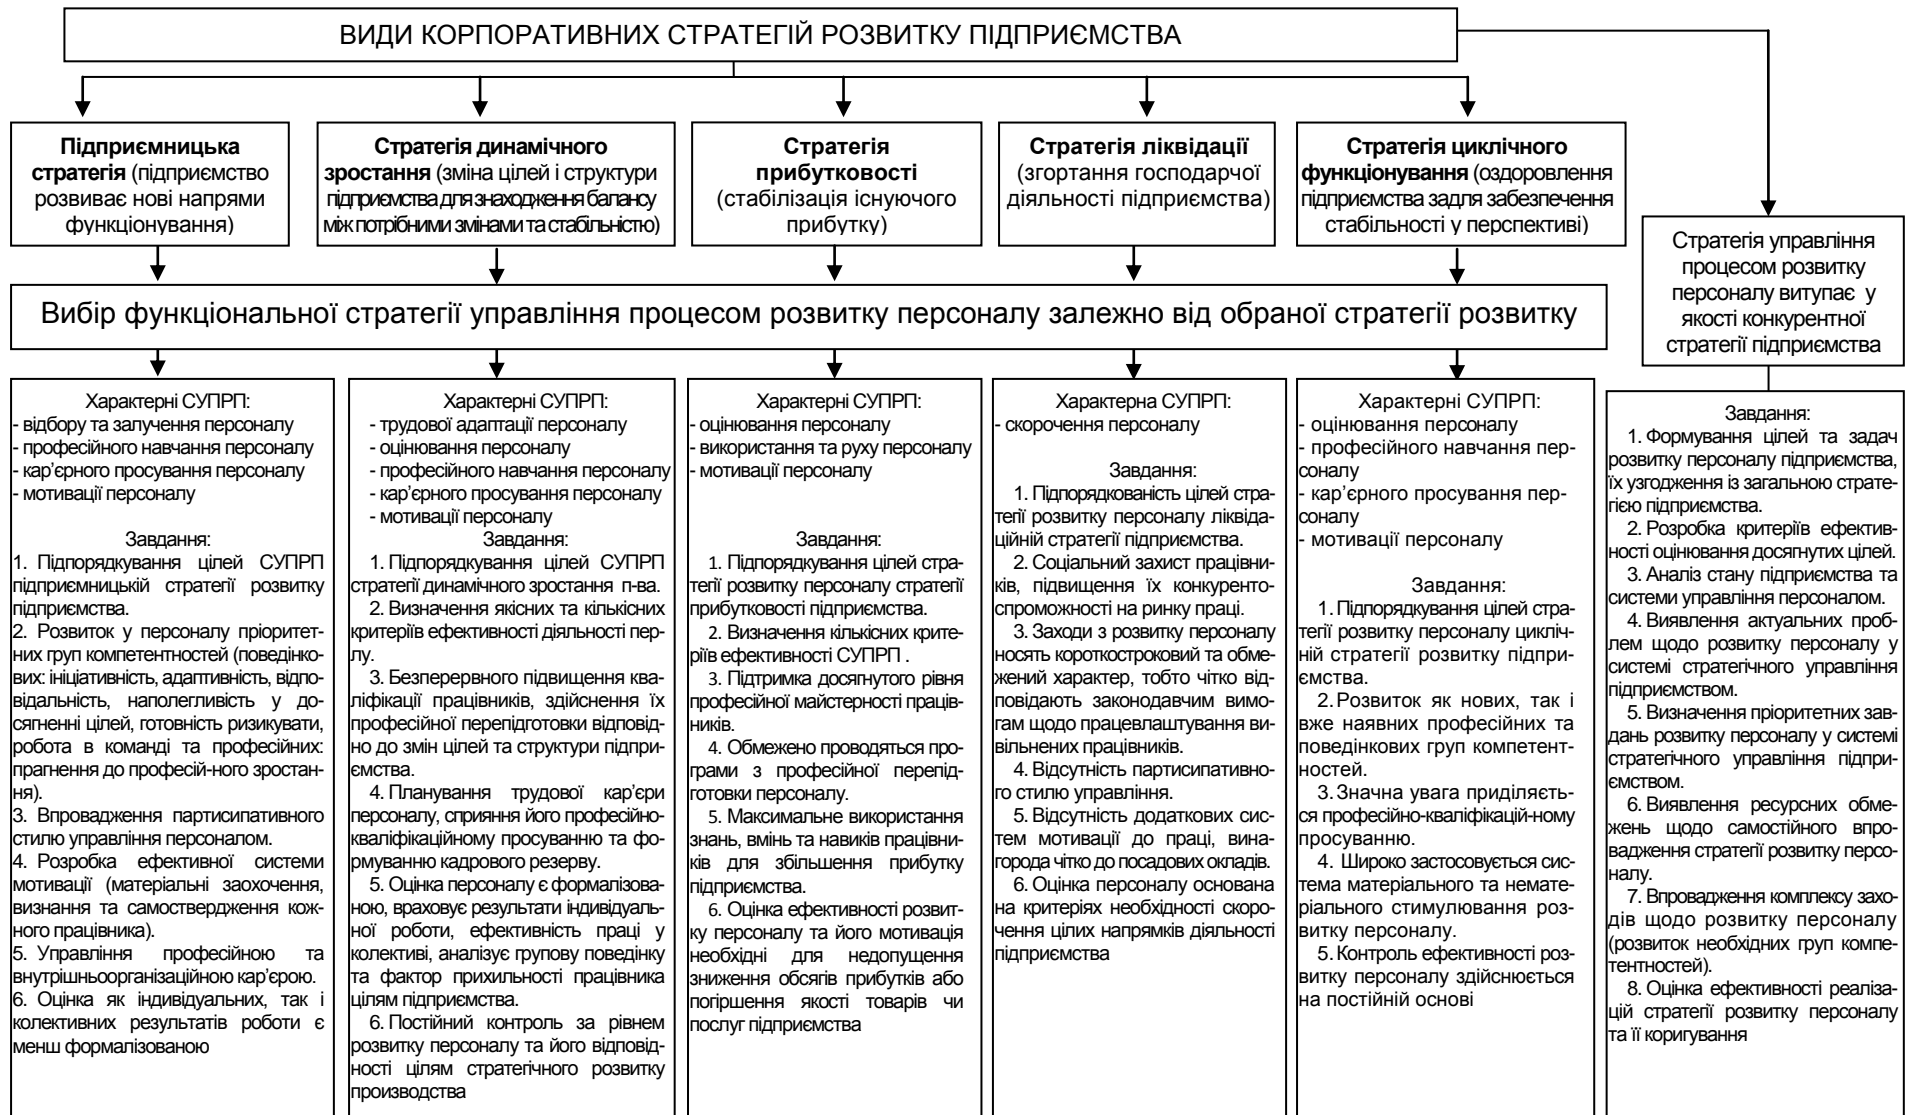 ВИДИ КОРПОРАТИВНИХ СТРАТЕГІЙ РОЗВИТКУ ПІДПРИЄМСТВА
Підприємницька
стратегія (підприємство
розвиває нові напрями
функціонування)
Стратегія динамічного
зростання (зміна цілей і структури
підприємства для знаходження балансу
між потрібними змінами та стабільністю)
Стратегія
прибутковості
(стабілізація існуючого
прибутку)
Стратегія ліквідації
(згортання господарчої
діяльності підприємства)
Стратегія циклічного
функціонування (оздоровлення
підприємства задля забезпечення
стабільності у перспективі)
Стратегія управління
процесом розвитку
персоналу витупає у
якості конкурентної
стратегії підприємства
Вибір функціональної стратегії управління процесом розвитку персоналу залежно від обраної стратегії розвитку
Характерні СУПРП:
- відбору та залучення персоналу
- професійного навчання персоналу
- кар’єрного просування персоналу
- мотивації персоналу
Завдання:
1. Підпорядкування цілей СУПРП
підприємницькій стратегії розвитку
підприємства.
2. Розвиток у персоналу пріоритет-
них груп компетентностей (поведінко-
вих: ініціативність, адаптивність, відпо-
відальність, наполегливість у до-
сягненні цілей, готовність ризикувати,
робота в команді та професійних:
прагнення до професій-ного зростан-
ня).
3. Впровадження партисипативного
стилю управління персоналом.
4. Розробка ефективної системи
мотивації (матеріальні заохочення,
визнання та самоствердження кож-
ного працівника).
5. Управління професійною та
внутрішньоорганізаційною кар’єрою.
6. Оцінка як індивідуальних, так і
колективних результатів роботи є
менш формалізованою
Характерні СУПРП:
- трудової адаптації персоналу
- оцінювання персоналу
- професійного навчання персоналу
- кар’єрного просування персоналу
- мотивації персоналу
Завдання:
1. Підпорядкування цілей СУПРП
стратегії динамічного зростання п-ва.
2. Визначення якісних та кількісних
критеріїв ефективності діяльності пер-
лу.
3. Безперервного підвищення ква-
ліфікації працівників, здійснення їх
професійної перепідготовки відповід-
но до змін цілей та структури підпри-
ємства.
4. Планування трудової кар’єри
персоналу, сприяння його професійно-
кваліфікаційному просуванню та фо-
рмуванню кадрового резерву.
5. Оцінка персоналу є формалізова-
ною, враховує результати індивідуаль-
ної роботи, ефективність праці у
колективі, аналізує групову поведінку
та фактор прихильності працівника
цілям підприємства.
6. Постійний контроль за рівнем
розвитку персоналу та його відповід-
ності цілям стратегічного розвитку
производства
Характерні СУПРП:
- оцінювання персоналу
- використання та руху персоналу
- мотивації персоналу
Завдання:
1. Підпорядкування цілей стра-
тегії розвитку персоналу стратегії
прибутковості підприємства.
2. Визначення кількісних крите-
ріїв ефективності СУПРП .
3. Підтримка досягнутого рівня
професійної майстерності праців-
ників.
4. Обмежено проводяться про-
грами з професійної перепід-
готовки персоналу.
5. Максимальне використання
знань, вмінь та навиків працівни-
ків для збільшення прибутку
підприємства.
6. Оцінка ефективності розвит-
ку персоналу та його мотивація
необхідні для недопущення
зниження обсягів прибутків або
погіршення якості товарів чи
послуг підприємства
Характерна СУПРП:
- скорочення персоналу
Завдання:
1. Підпорядкованість цілей стра-
тегії розвитку персоналу ліквіда-
ційній стратегії підприємства.
2. Соціальний захист працівни-
ків, підвищення їх конкуренто-
спроможності на ринку праці.
3. Заходи з розвитку персоналу
носять короткостроковий та обме-
жений характер, тобто чітко від-
повідають законодавчим вимо-
гам щодо працевлаштування ви-
вільнених працівників.
4. Відсутність партисипативно-
го стилю управління.
5. Відсутність додаткових сис-
тем мотивації до праці, вина-
города чітко до посадових окладів.
6. Оцінка персоналу основана
на критеріях необхідності скоро-
чення цілих напрямків діяльності
підприємства
Характерні СУПРП:
- оцінювання персоналу
- професійного навчання пер-
соналу
- кар’єрного просування пер-
соналу
- мотивації персоналу
Завдання:
1. Підпорядкування цілей стра-
тегії розвитку персоналу цикліч-
ній стратегії розвитку підпри-
ємства.
2. Розвиток як нових, так і
вже наявних професійних та
поведінкових груп компетент-
ностей.
3. Значна увага приділяєть-
ся професійно-кваліфікацій-ному
просуванню.
4. Широко застосовується сис-
тема матеріального та немате-
ріального стимулювання роз-
витку персоналу.
5. Контроль ефективності роз-
витку персоналу здійснюється
на постійній основі
Завдання:
1. Формування цілей та задач
розвитку персоналу підприємства,
їх узгодження із загальною страте-
гією підприємства.
2. Розробка критеріїв ефектив-
ності оцінювання досягнутих цілей.
3. Аналіз стану підприємства та
системи управління персоналом.
4. Виявлення актуальних проб-
лем щодо розвитку персоналу у
системі стратегічного управління
підприємством.
5. Визначення пріоритетних зав-
дань розвитку персоналу у системі
стратегічного управління підпри-
ємством.
6. Виявлення ресурсних обме-
жень щодо самостійного впро-
вадження стратегії розвитку персо-
налу.
7. Впровадження комплексу захо-
дів щодо розвитку персоналу
(розвиток необхідних груп компе-
тентностей).
8. Оцінка ефективності реаліза-
цій стратегії розвитку персоналу
та її коригування